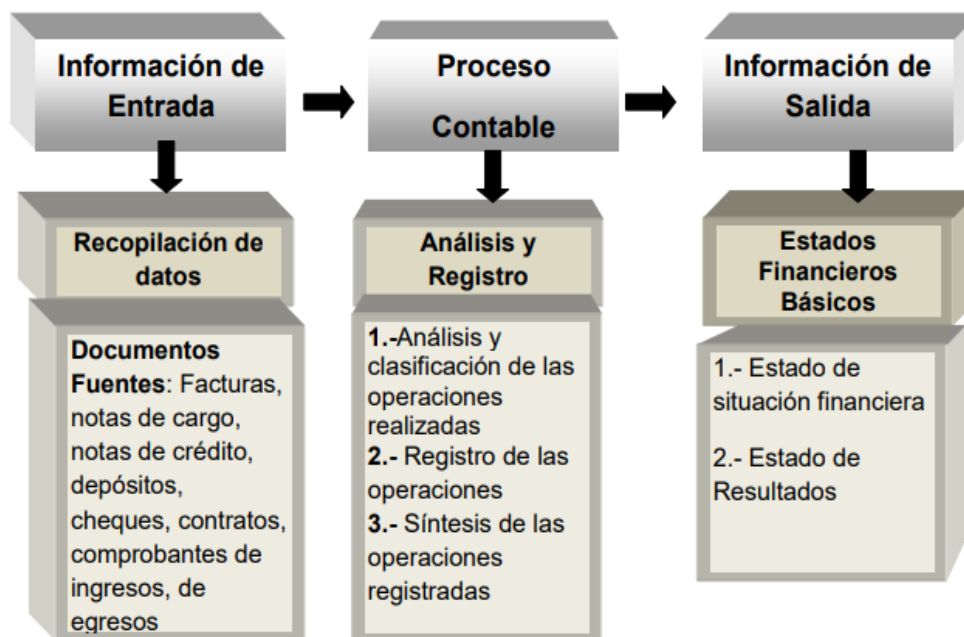 Información de
Entrada
Proceso
Contable
Información de
Salida
Recopilación de
datos
Análisis y
Registro
Estados
Financieros
Básicos
Documentos
Fuentes: Facturas,
notas de cargo,
notas de crédito,
depósitos,
cheques, contratos,
comprobantes de
ingresos, de
egresos
1.-Análisis y
clasificación de las
operaciones
realizadas
2.- Registro de las
operaciones
3.- Síntesis de las
operaciones
registradas
1.- Estado de
situación financiera
2.- Estado de
Resultados